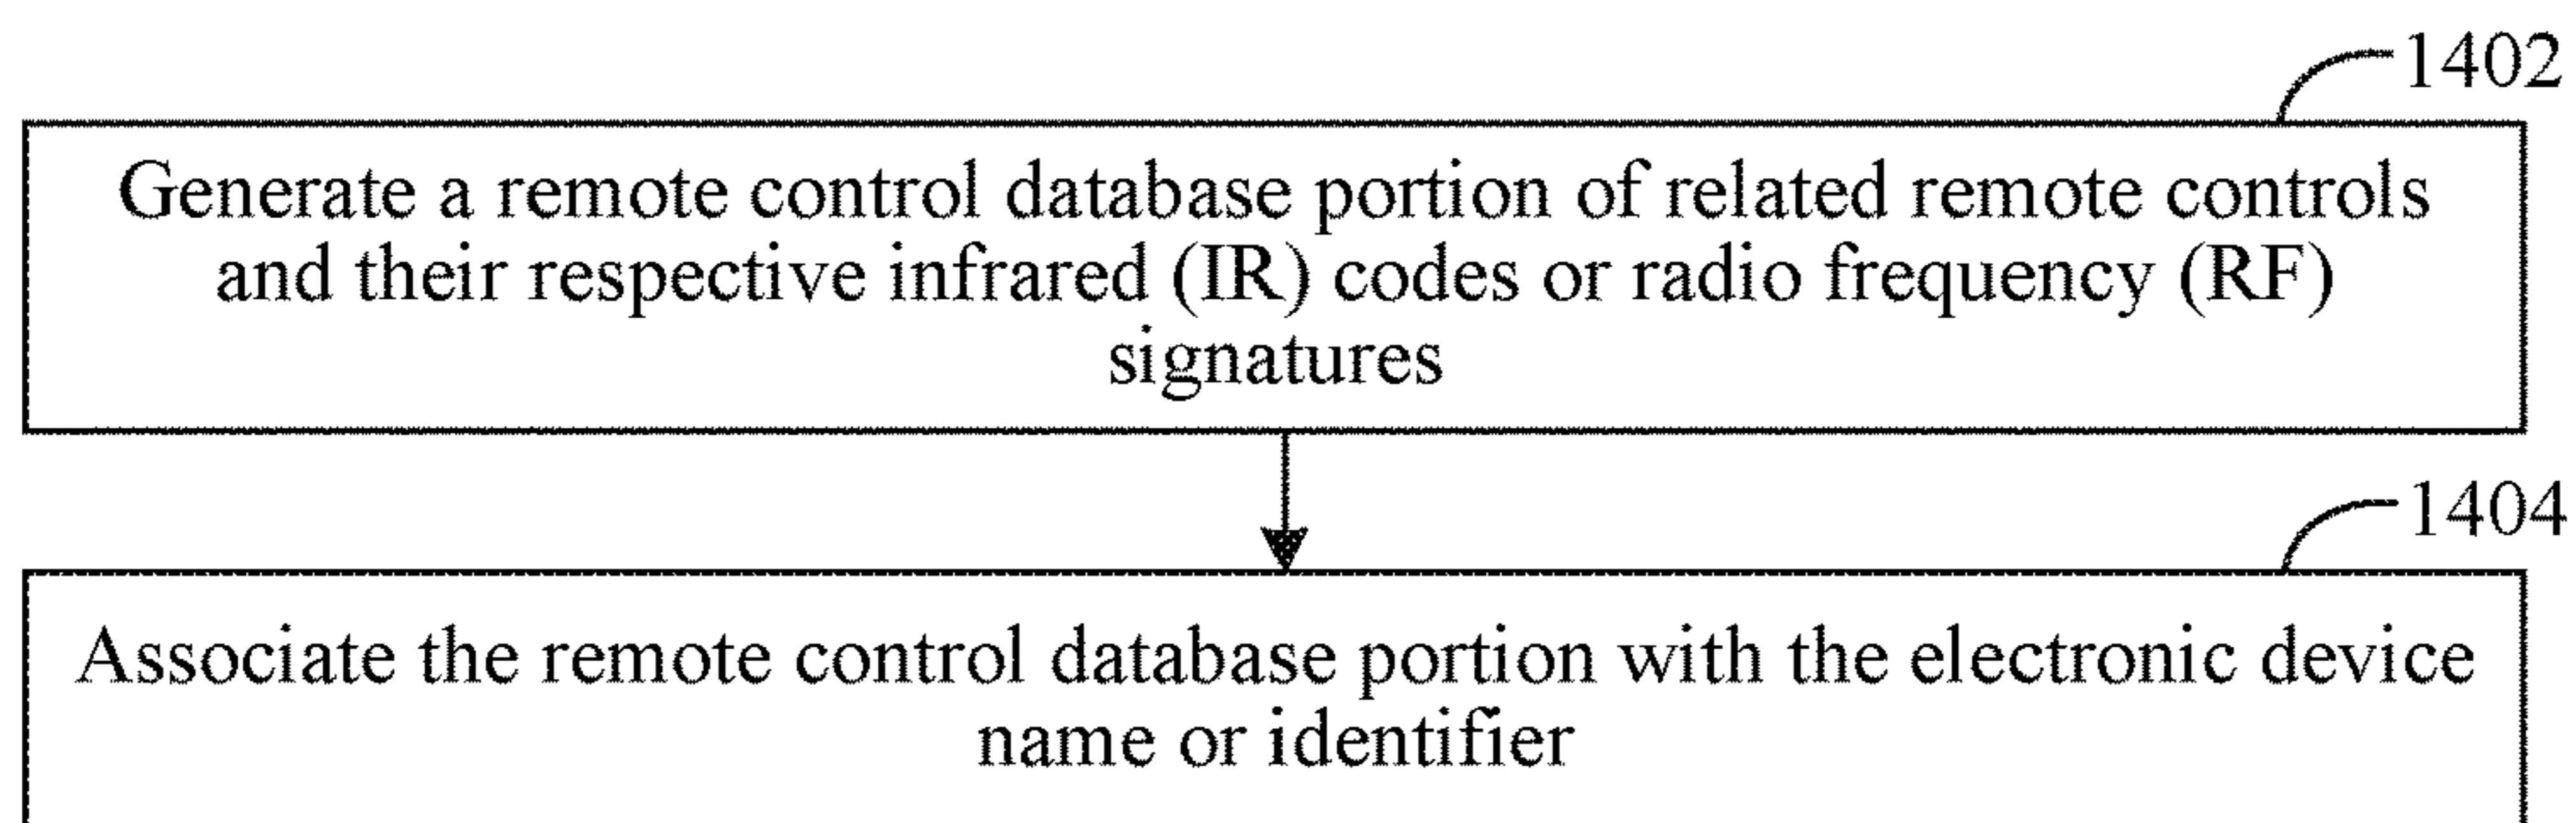 1402
Generate a remote control database portion of related remote controls
and their respective infrared (IR) codes or radio frequency (RF)
signatures
1404
Associate the remote control database portion with the electronic device
name or identifier